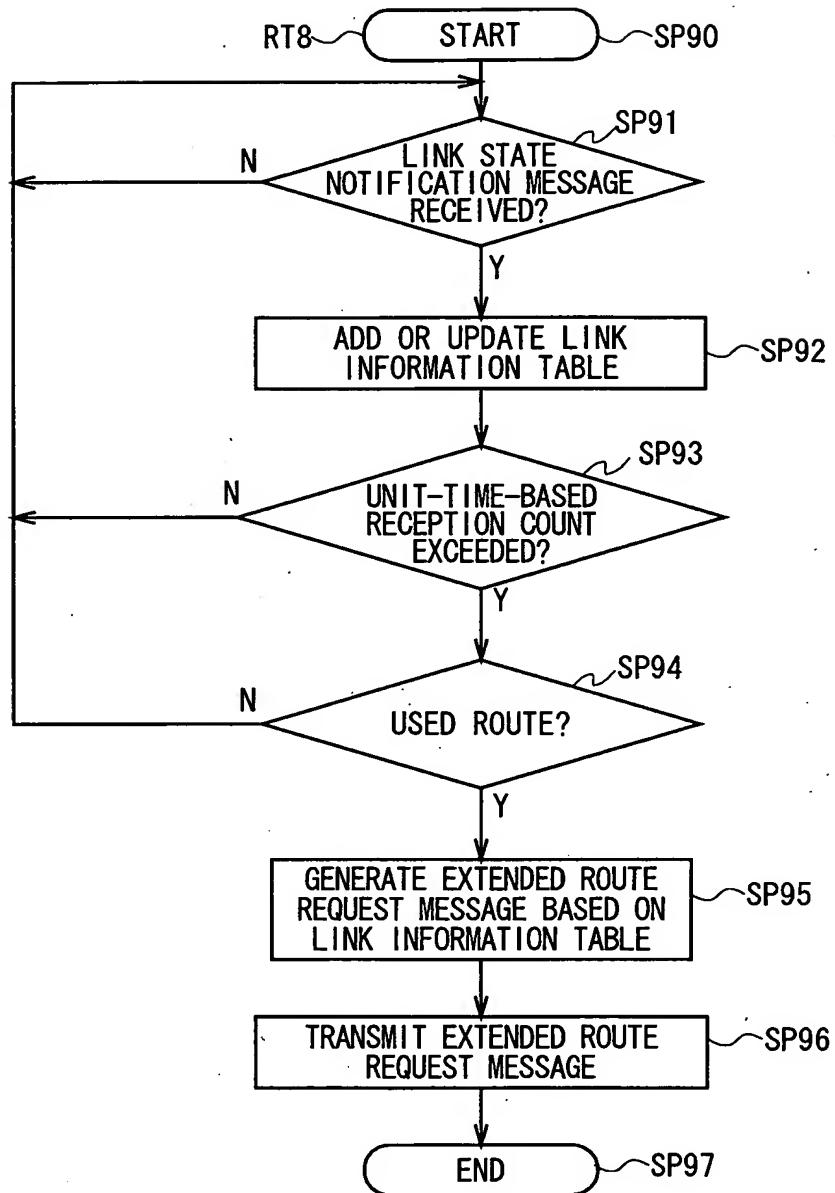 RT8 START SP90
SP91
N
LINK STATE
NOTIFICATION MESSAGE
RECEIVED?
Y
ADD OR UPDATE LINK
INFORMATION TABLE
SP92
SP93
N
UNIT-TIME-BASED
RECEPTION COUNT
EXCEEDED?
Y
SP94
N
USED ROUTE?
Y
GENERATE EXTENDED ROUTE
REQUEST MESSAGE BASED ON
LINK INFORMATION TABLE
SP95
TRANSMIT EXTENDED ROUTE
REQUEST MESSAGE
SP96
END SP97